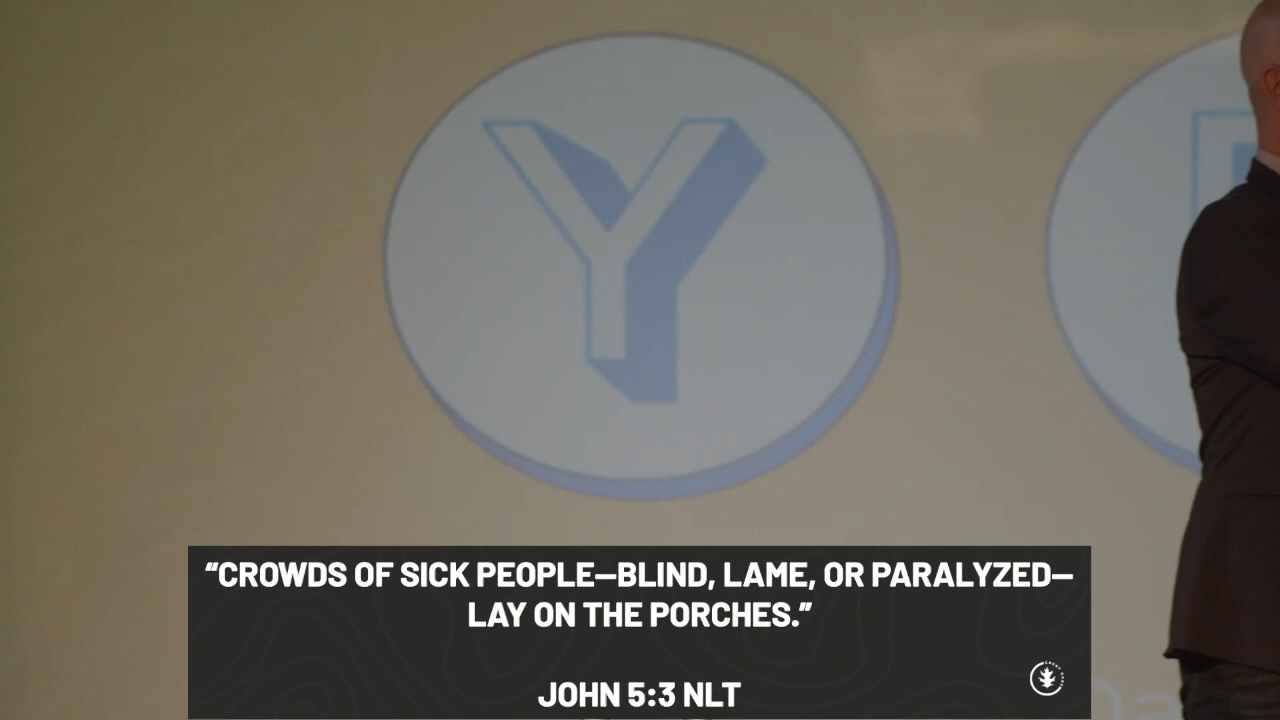 Y
“CROWDS OF SICK PEOPLE—BLIND, LAME, OR PARALYZED—
LAY ON THE PORCHES.”
JOHN 5:3 NLT